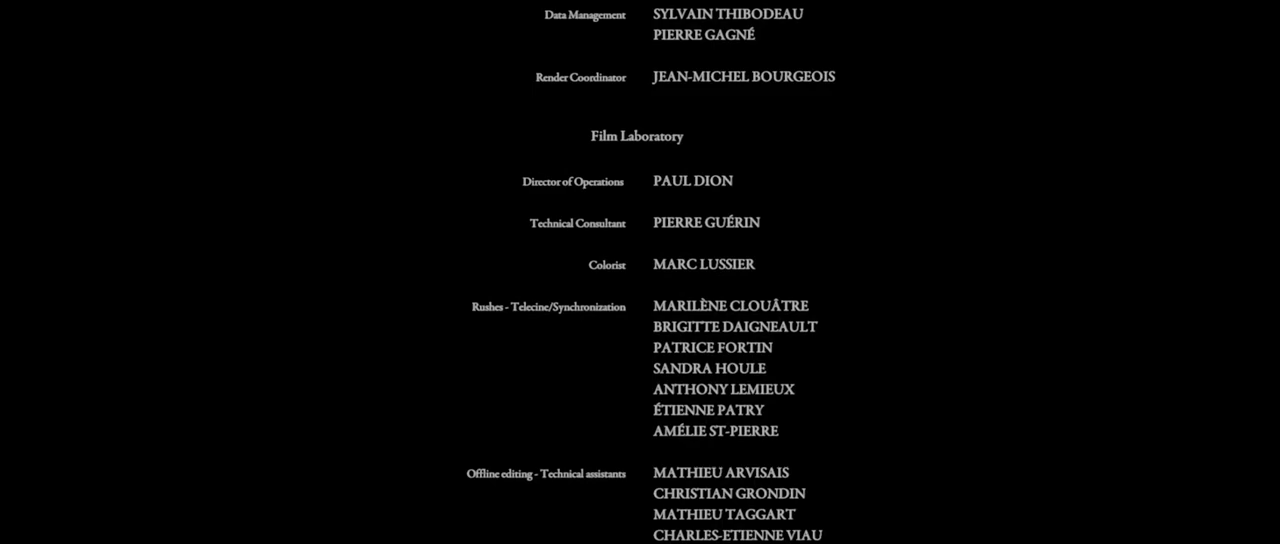 Data Management SYLVAIN THIBODEAU
PIERRE GAGNÉ
Render Coordinator JEAN-MICHEL BOURGEOIS
Film Laboratory
Director of Operations PAUL DION
Technical Consultant PIERRE GUÉRIN
Colorist MARC LUSSIER
Rushes - Telecine/Synchronization MARILÈNE CLOUÂTRE
BRIGITTE DAIGNEAULT
PATRICE FORTIN
SANDRA HOULE
ANTHONY LEMIEUX
ÉTIENNE PATRY
AMÉLIE ST-PIERRE
Offline editing - Technical assistants MATHIEU ARVISAIS
CHRISTIAN GRONDIN
MATHIEU TAGGART
CHARLES-ETIENNE VIAU